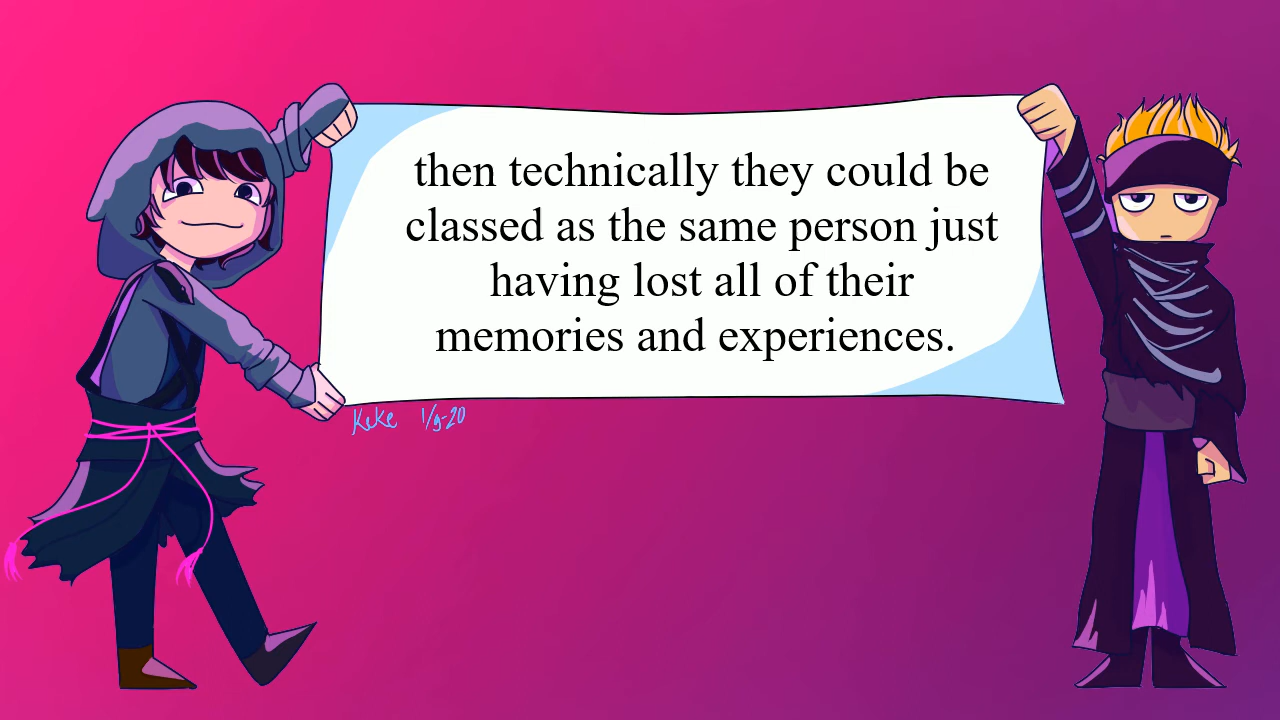 then technically they could be
classed as the same person just
having lost all of their
memories and experiences.
KeKe 1/9-20